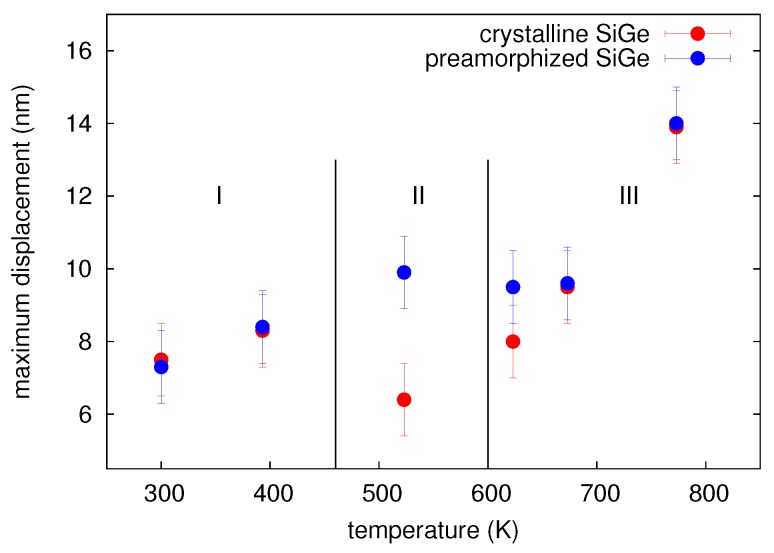 crystalline SiGe
preamorphized SiGe
maximum displacement (nm)
16
14
12
10
8
6
I
II
III
300
400
500
600
700
800
temperature (K)